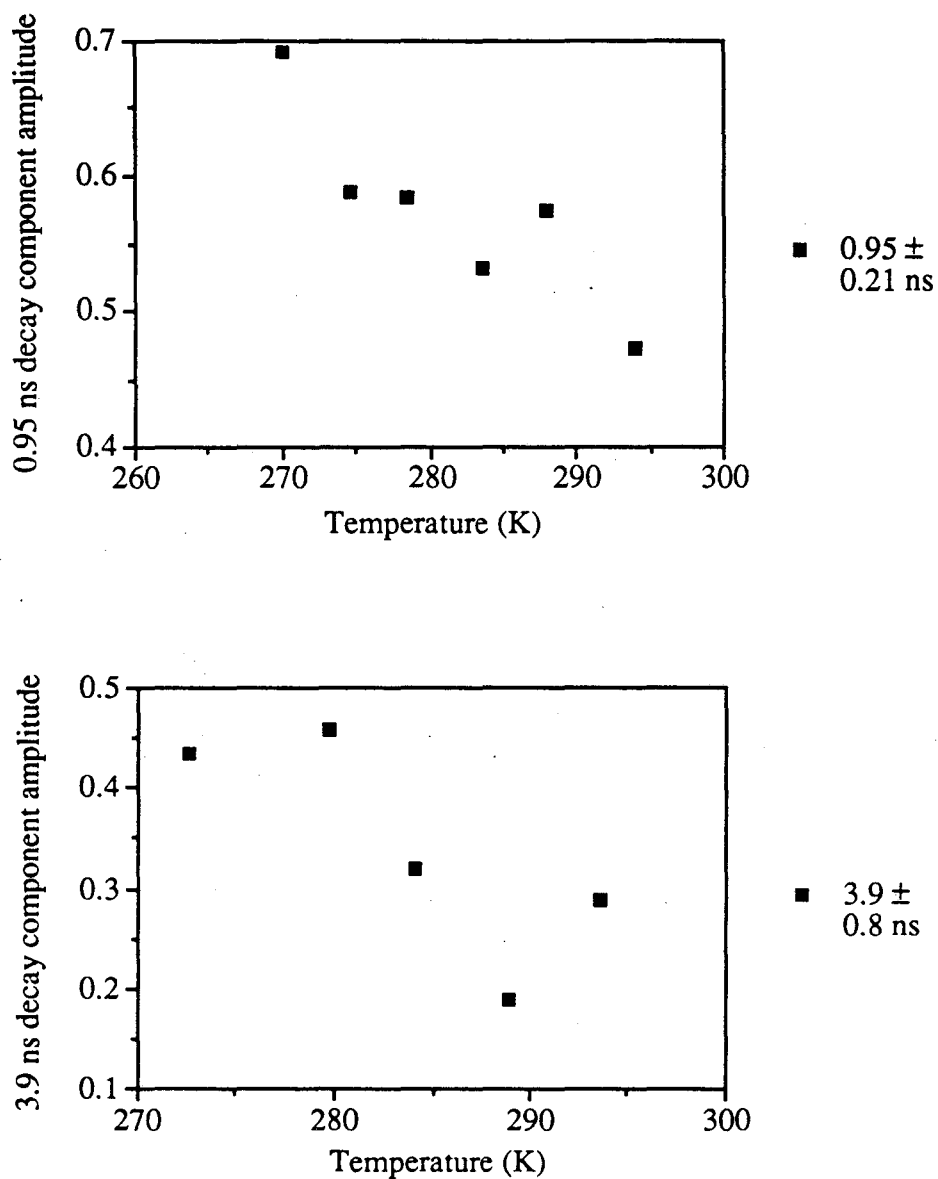 0.95 ns decay component amplitude
0.7
0.6
0.5
0.4
260 270 280 290 300
Temperature (K)
0.95 ±
0.21 ns
3.9 ns decay component amplitude
0.5
0.4
0.3
0.2
0.1
270 280 290 300
Temperature (K)
3.9 ±
0.8 ns